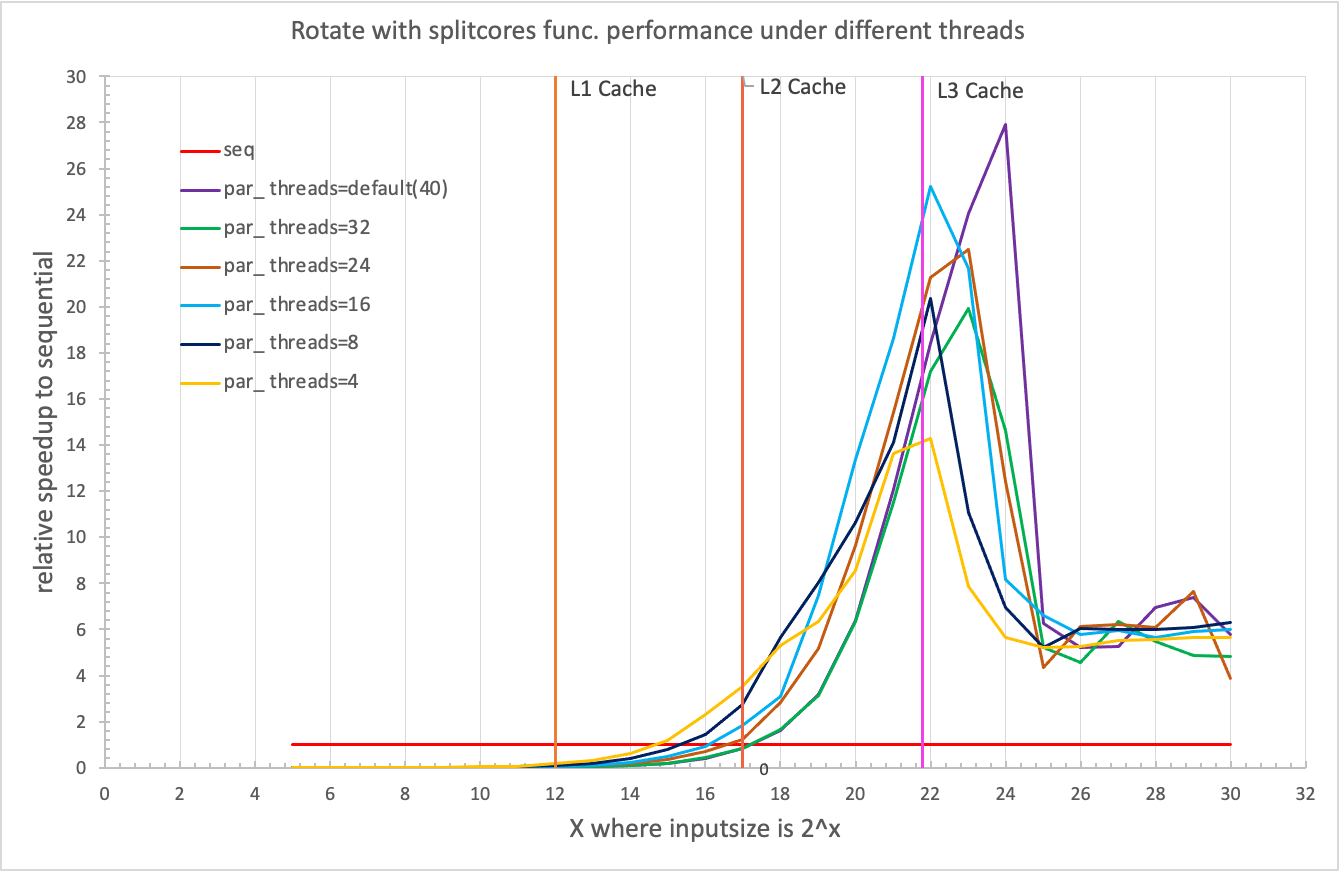 Rotate with splitcores func. performance under different threads
L1 Cache
L2 Cache
L3 Cache
30
28
26
24
22
20
18
16
14
12
10
8
6
4
2
0
seq
par_ threads=default(40)
par_ threads=32
par_ threads=24
par_ threads=16
par_ threads=8
par_ threads=4
relative speedup to sequential
0
0
2
4
6
8
10
12
14
16
18
20
22
24
26
28
30
32
X where inputsize is 2^x